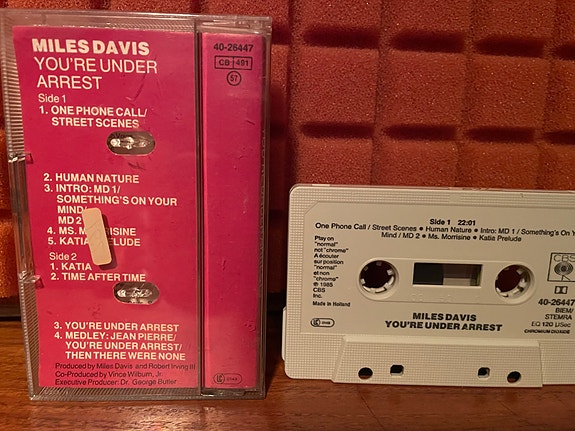 MILES DAVIS
YOU'RE UNDER
ARREST
Side 1
1. ONE PHONE CALL/
STREET SCENES
2. HUMAN NATURE
3. INTRO: MD 1/
SOMETHING'S ON YOUR
MIND/
MD 2
4. MS. MORRISINE
5. KATIA PRELUDE
Side 2
1. KATIA
2. TIME AFTER TIME
3. YOU'RE UNDER ARREST
4. MEDLEY: JEAN PIERRE/
YOU'RE UNDER ARREST/
THEN THERE WERE NONE
Produced by Miles Davis and Robert Irving III
Co-Produced by Vince Wilburn, Jr.
Executive Producer: Dr. George Butler
40-26447
CB 491
57
Side 1 22:01
One Phone Call / Street Scenes • Human Nature • Intro: MD 1 / Something's On Y
Mind / MD 2 • Ms. Morrisine • Katia Prelude
Play on
"normal"
not "chrome"
A écouter
sur position
"normal"
et non
"chrome"
℗ 1985
CBS
Inc.
Made in Holland
CBS
40-26447
BIEM/
STEMRA
EQ 120 µSec
CHROMIUM DIOXIDE
MILES DAVIS
YOU'RE UNDER ARREST